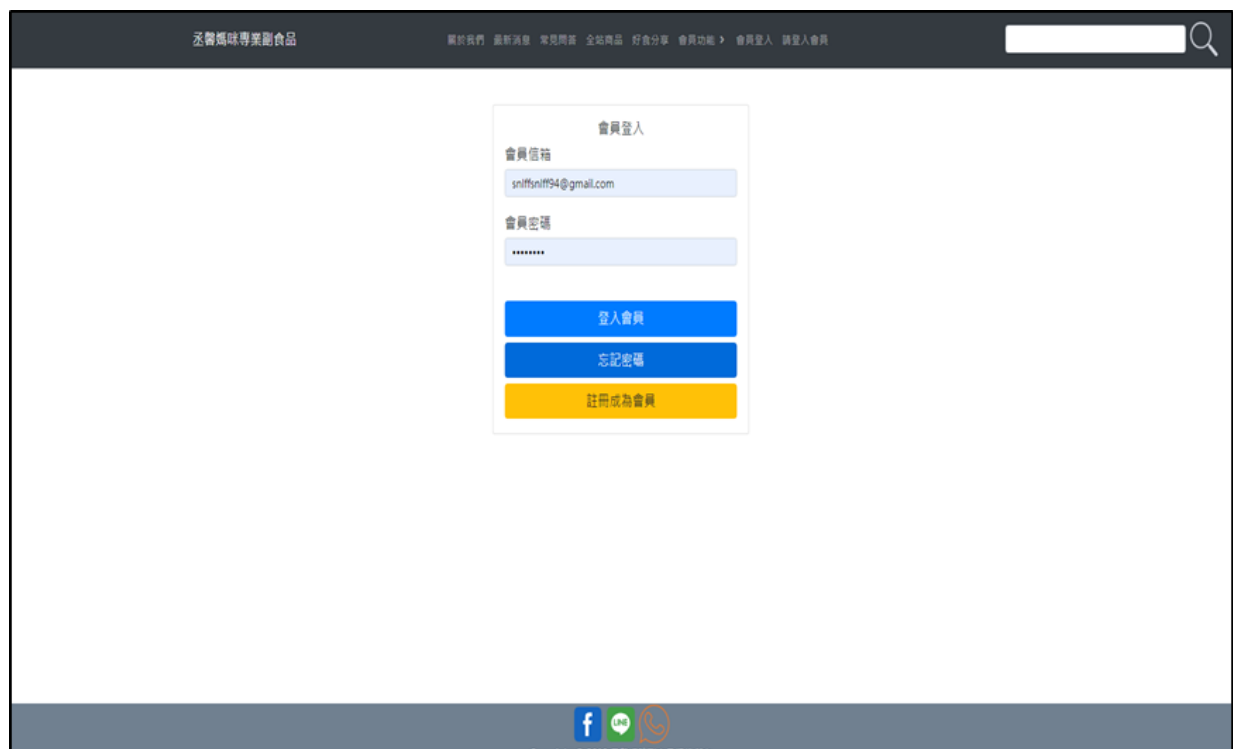 丞馨媽咪專業副食品
關於我們 最新消息 常見問答 全站商品 好食分享 會員功能 › 會員登入 請登入會員
會員登入
會員信箱
sniffsniff94@gmail.com
會員密碼
••••••••
登入會員
忘記密碼
註冊成為會員
f LINE